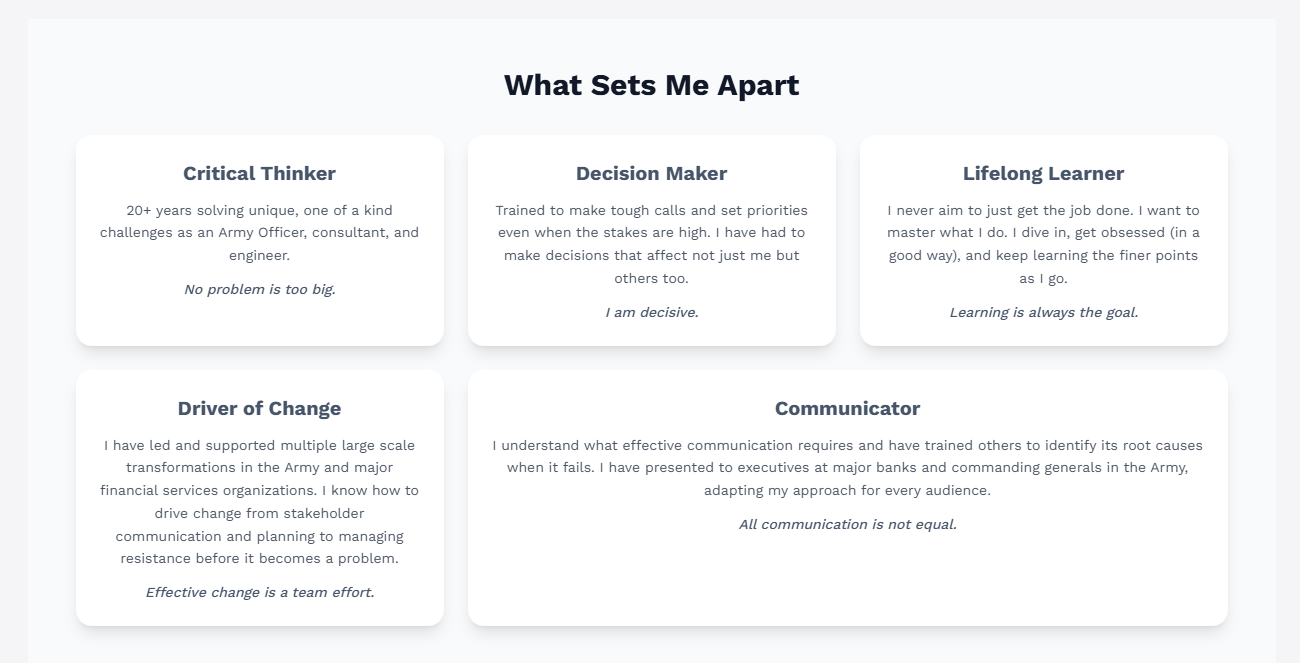 What Sets Me Apart
Critical Thinker
20+ years solving unique, one of a kind
challenges as an Army Officer, consultant, and
engineer.
No problem is too big.
Decision Maker
Trained to make tough calls and set priorities
even when the stakes are high. I have had to
make decisions that affect not just me but
others too.
I am decisive.
Lifelong Learner
I never aim to just get the job done. I want to
master what I do. I dive in, get obsessed (in a
good way), and keep learning the finer points
as I go.
Learning is always the goal.
Driver of Change
I have led and supported multiple large scale
transformations in the Army and major
financial services organizations. I know how to
drive change from stakeholder
communication and planning to managing
resistance before it becomes a problem.
Effective change is a team effort.
Communicator
I understand what effective communication requires and have trained others to identify its root causes
when it fails. I have presented to executives at major banks and commanding generals in the Army,
adapting my approach for every audience.
All communication is not equal.